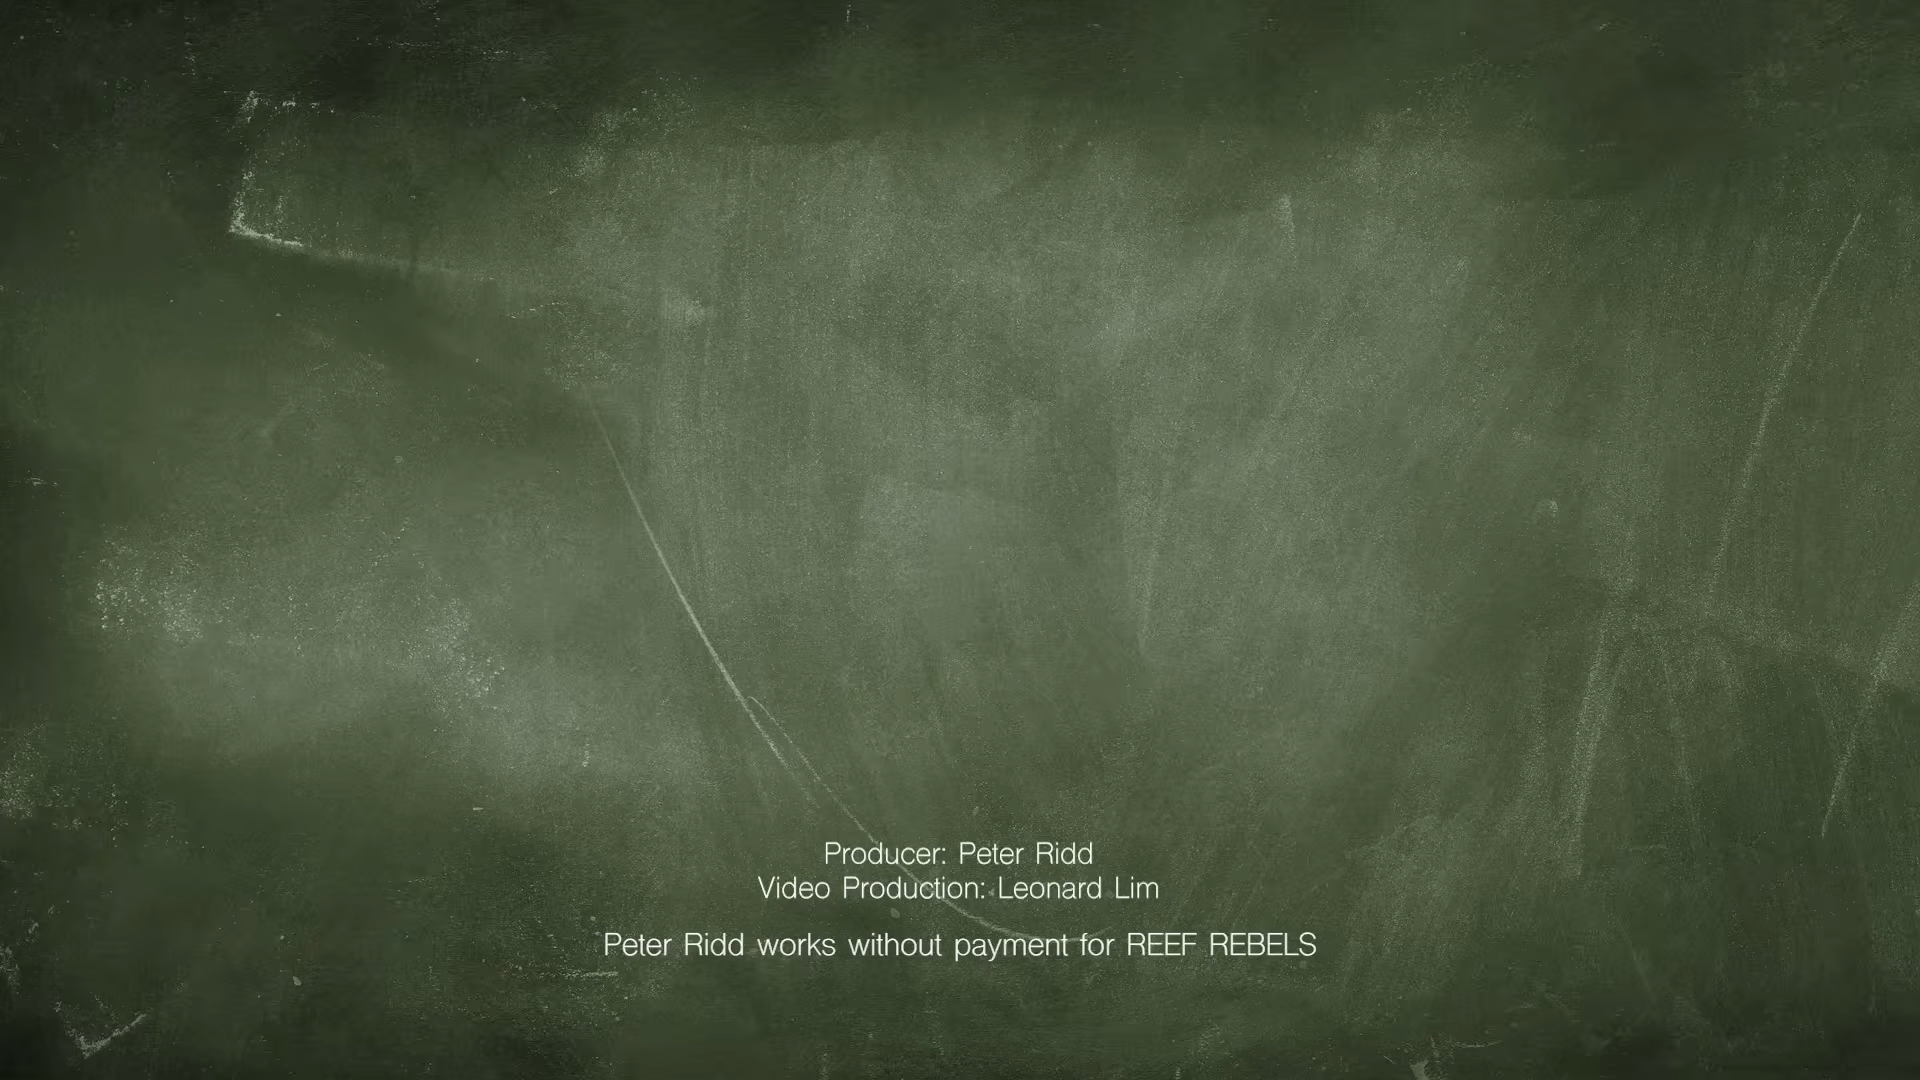 Producer: Peter Ridd
Video Production: Leonard Lim
Peter Ridd works without payment for REEF REBELS